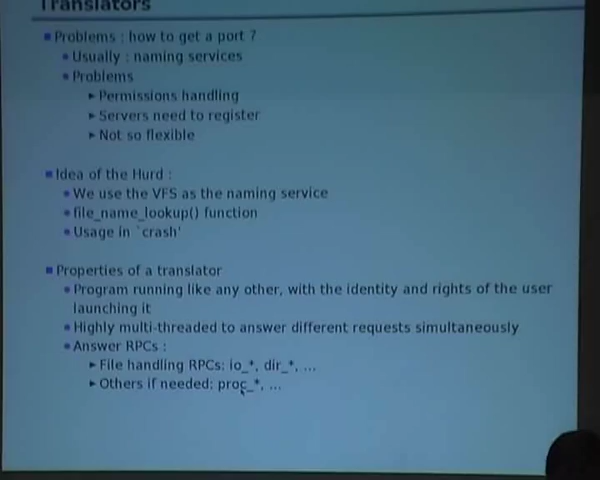 Translators
Problems : how to get a port ?
Usually : naming services
Problems
Permissions handling
Servers need to register
Not so flexible
Idea of the Hurd :
We use the VFS as the naming service
file_name_lookup() function
Usage in `crash'
Properties of a translator
Program running like any other, with the identity and rights of the user
launching it
Highly multi-threaded to answer different requests simultaneously
Answer RPCs :
File handling RPCs: io_*, dir_*, ...
Others if needed: proc_*, ...